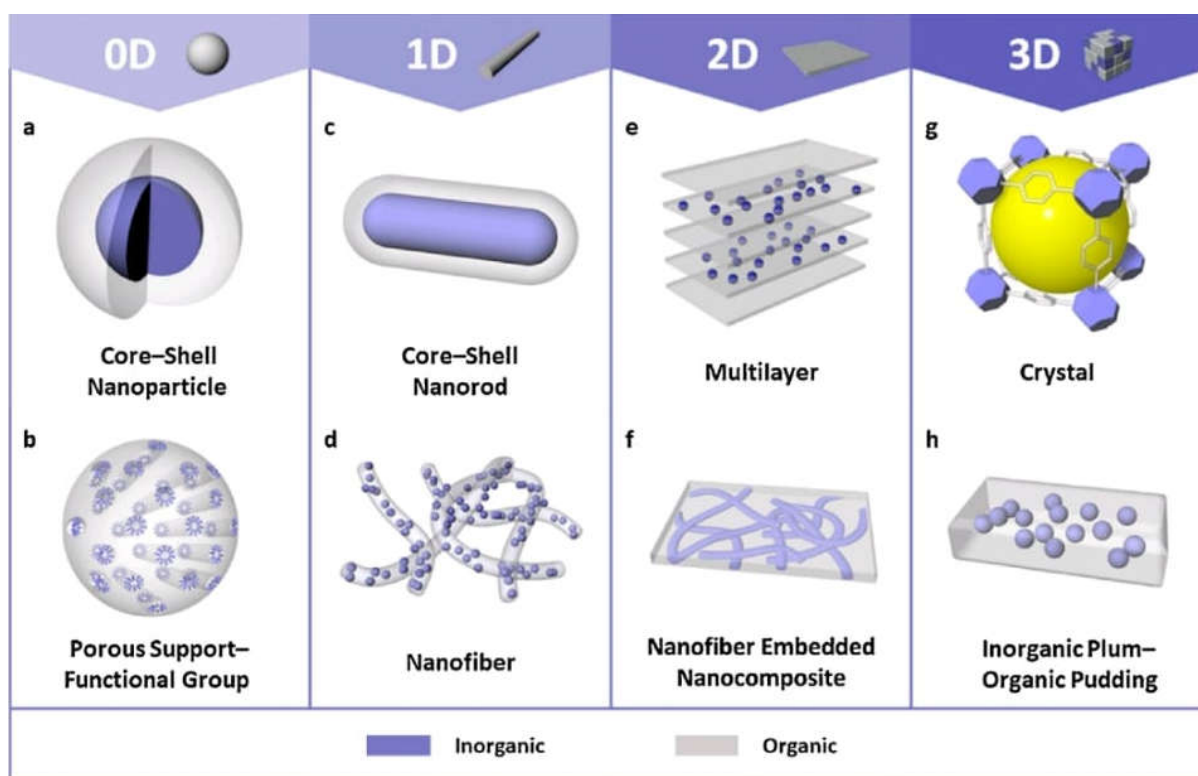 0D
1D
2D
3D
a
c
e
g
Core–Shell
Nanoparticle
Core–Shell
Nanorod
Multilayer
Crystal
b
d
f
h
Porous Support–
Functional Group
Nanofiber
Nanofiber Embedded
Nanocomposite
Inorganic Plum–
Organic Pudding
Inorganic
Organic